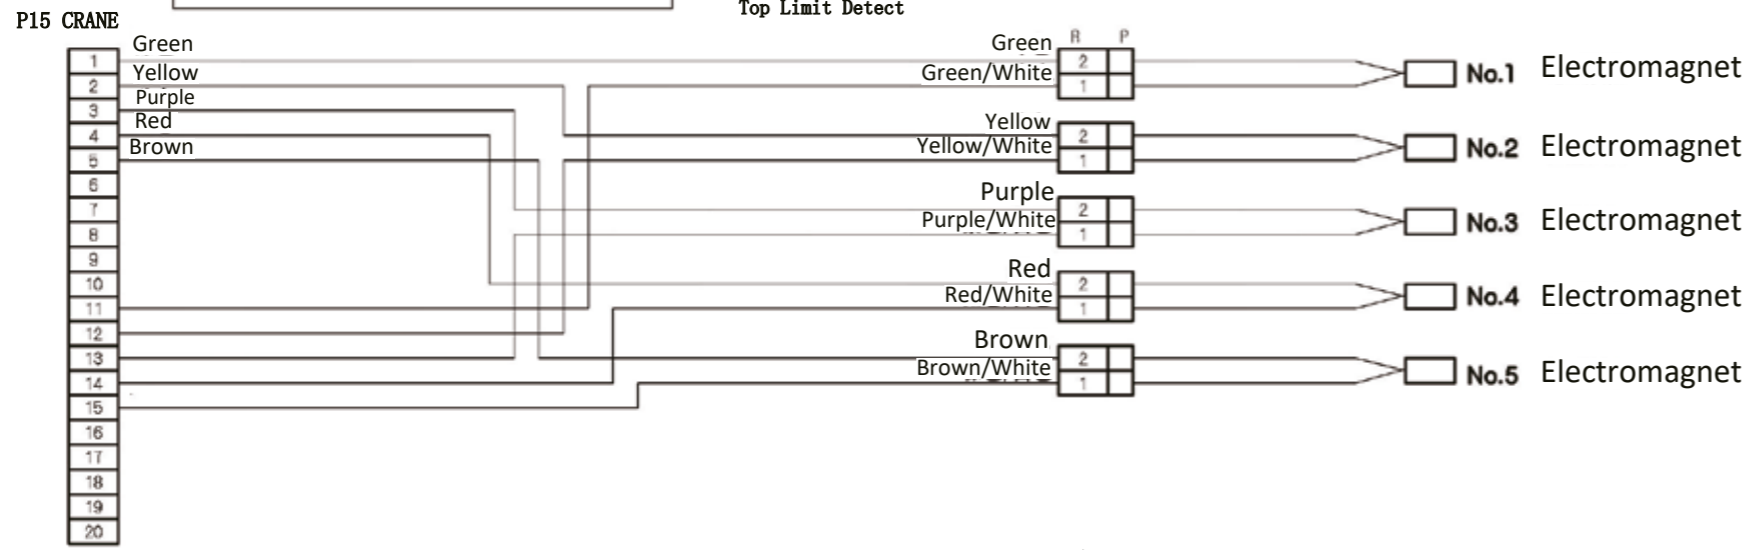 Top Limit Detect
P15 CRANE
R P
1 Green
2 Yellow
3 Purple
4 Red
5 Brown
6
7
8
9
10
11
12
13
14
15
16
17
18
19
20
Green 2
Green/White 1
No.1 Electromagnet
Yellow 2
Yellow/White 1
No.2 Electromagnet
Purple 2
Purple/White 1
No.3 Electromagnet
Red 2
Red/White 1
No.4 Electromagnet
Brown 2
Brown/White 1
No.5 Electromagnet